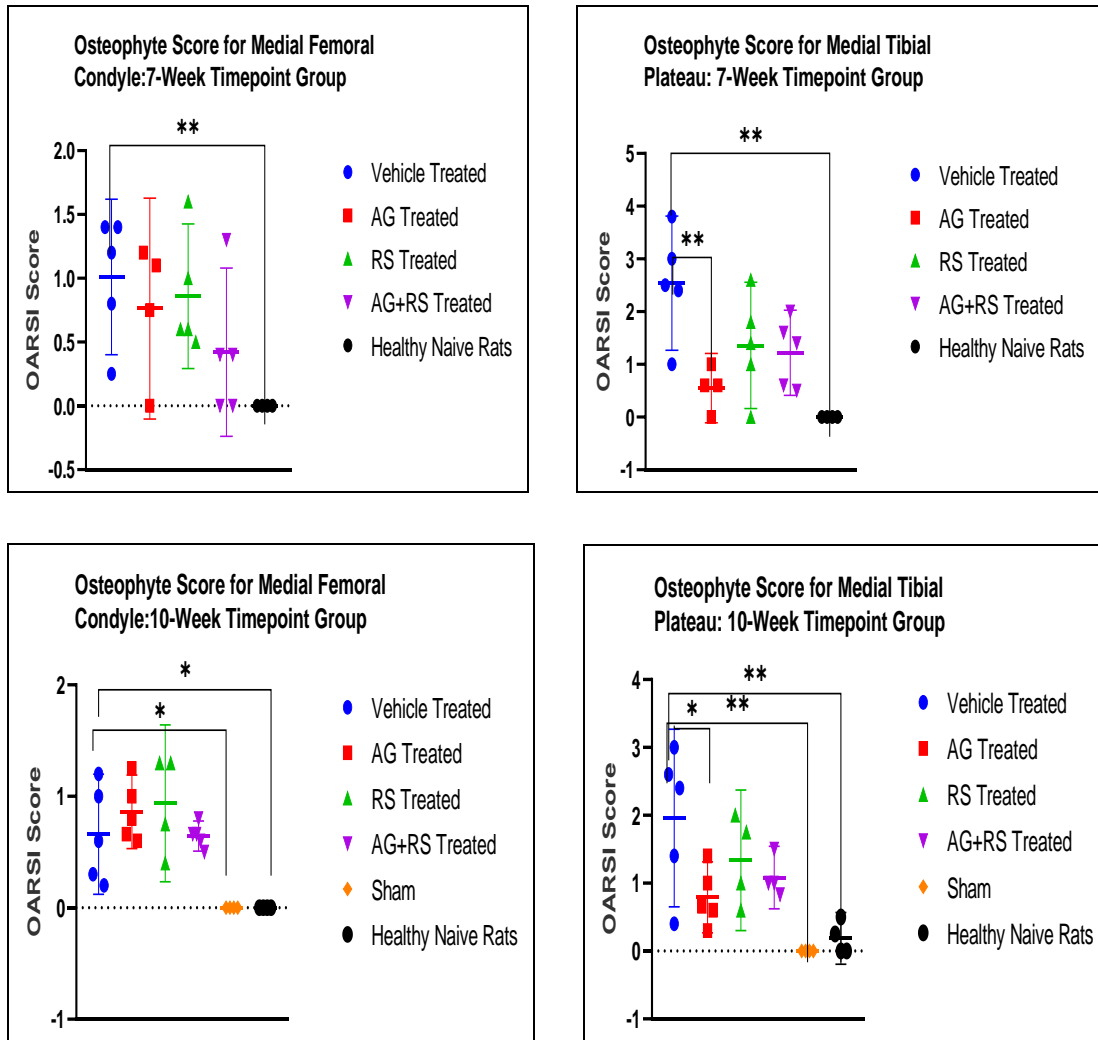 Osteophyte Score for Medial Femoral
Condyle:7-Week Timepoint Group
**
2.0
1.5
1.0
0.5
0.0
-0.5
OARSI Score
Vehicle Treated
AG Treated
RS Treated
AG+RS Treated
Healthy Naive Rats
Osteophyte Score for Medial Tibial
Plateau: 7-Week Timepoint Group
**
**
5
4
3
2
1
0
-1
OARSI Score
Vehicle Treated
AG Treated
RS Treated
AG+RS Treated
Healthy Naive Rats
Osteophyte Score for Medial Femoral
Condyle:10-Week Timepoint Group
*
*
2
1
0
-1
OARSI Score
Vehicle Treated
AG Treated
RS Treated
AG+RS Treated
Sham
Healthy Naive Rats
Osteophyte Score for Medial Tibial
Plateau: 10-Week Timepoint Group
**
**
*
4
3
2
1
0
-1
OARSI Score
Vehicle Treated
AG Treated
RS Treated
AG+RS Treated
Sham
Healthy Naive Rats